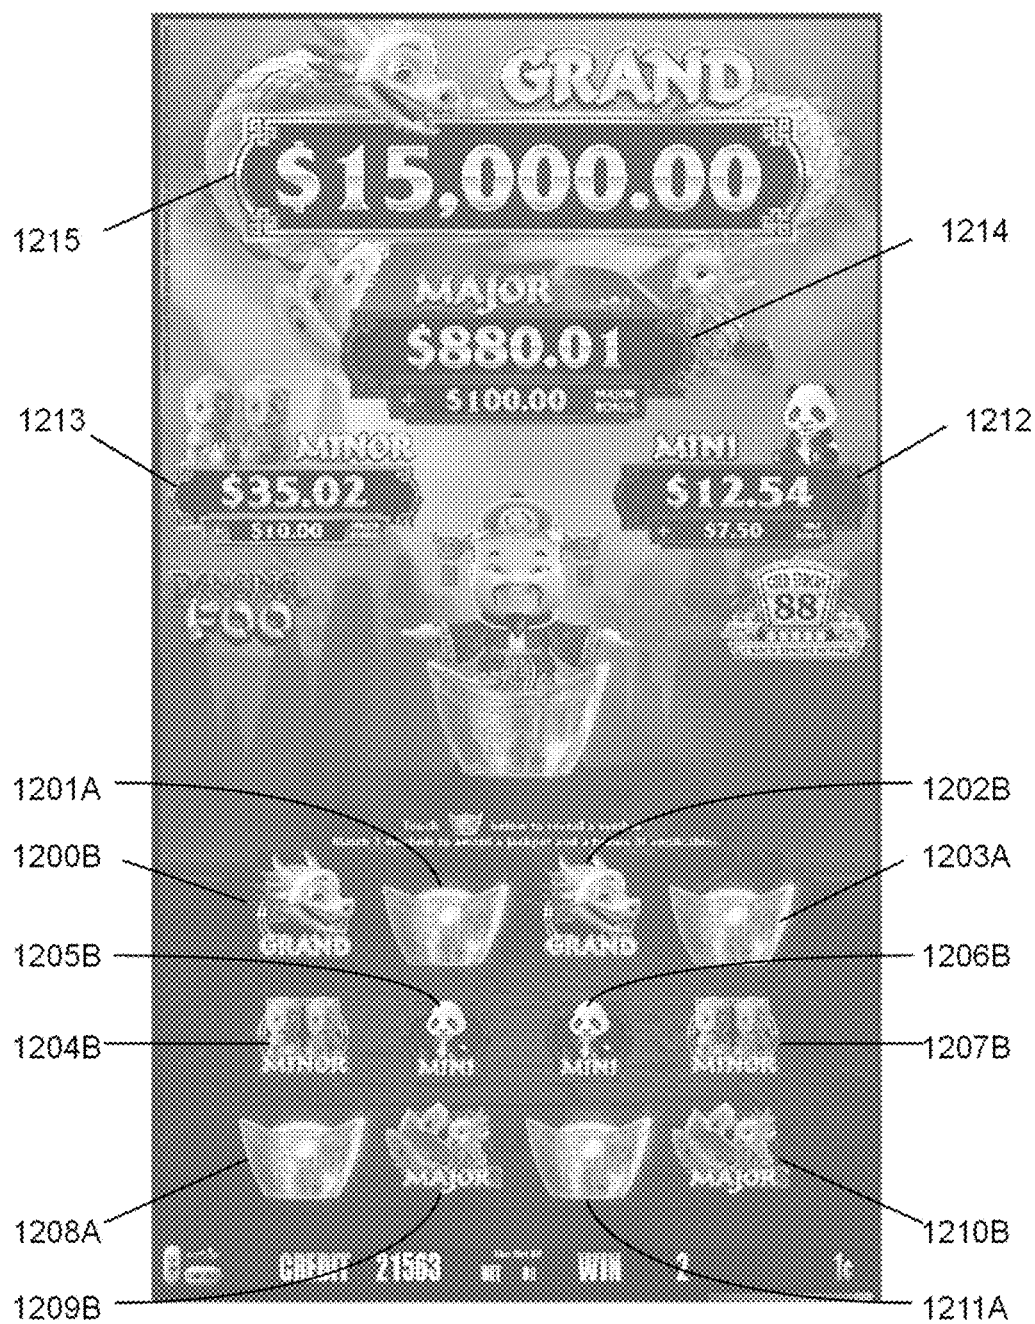 GRAND
$15,000.00
1215
1214
MAJOR
$880.01
$100.00
1213
1212
MINOR
MINI
$35.02
$12.54
$10.00
$7.50
FOO
88
1201A
1202B
1200B
1203A
GRAND
GRAND
1205B
1206B
1204B
1207B
MINOR
MINI
MINI
MINOR
MAJOR
MAJOR
1208A
1210B
CREDIT 21563 WIN 2 1c
1209B
1211A